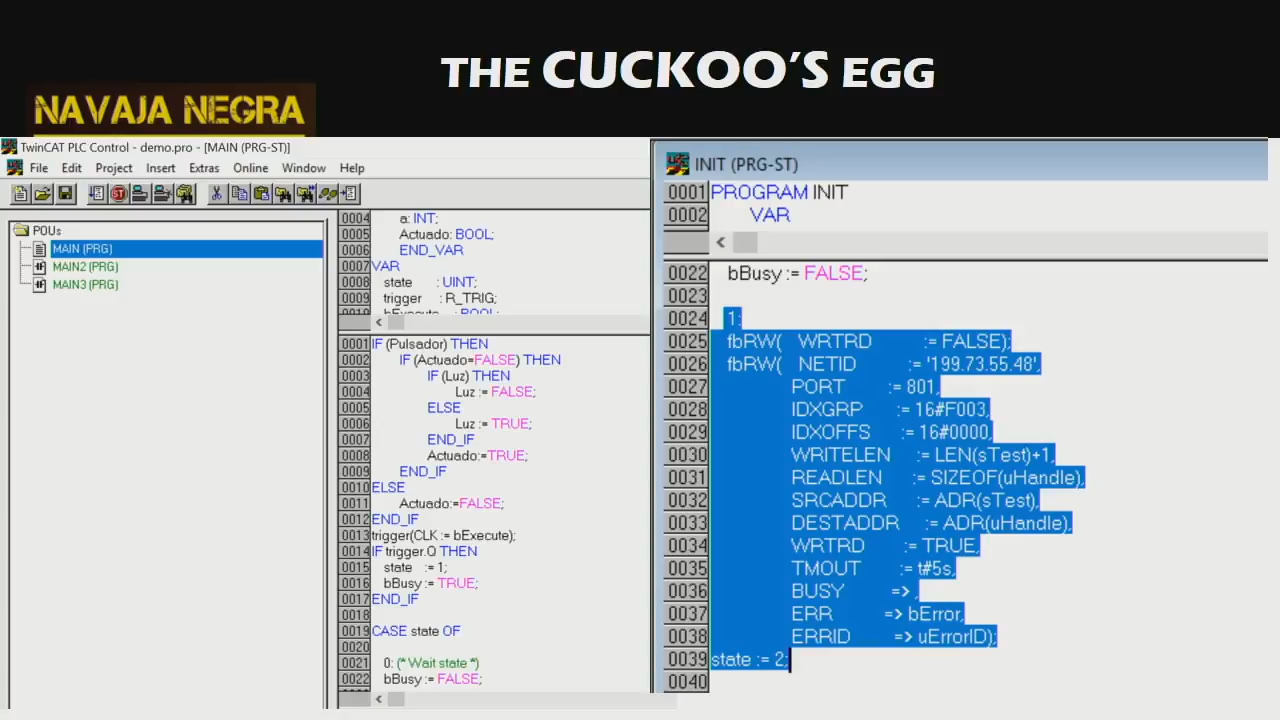 THE CUCKOO'S EGG
NAVAJA NEGRA
TwinCAT PLC Control - demo.pro - [MAIN (PRG-ST)]
File Edit Project Insert Extras Online Window Help
POUs
MAIN (PRG)
MAIN2 (PRG)
MAIN3 (PRG)
0004 a: INT;
0005 Actuado: BOOL;
0006 END_VAR
0007 VAR
0008 state : UINT;
0009 trigger : R_TRIG;
0010 bExecute : BOOL;
0001 IF (Pulsador) THEN
0002 IF (Actuado=FALSE) THEN
0003 IF (Luz) THEN
0004 Luz := FALSE;
0005 ELSE
0006 Luz := TRUE;
0007 END_IF
0008 Actuado:=TRUE;
0009 END_IF
0010 ELSE
0011 Actuado:=FALSE;
0012 END_IF
0013 trigger(CLK := bExecute);
0014 IF trigger.Q THEN
0015 state := 1;
0016 bBusy := TRUE;
0017 END_IF
0018
0019 CASE state OF
0020
0021 0: (* Wait state *)
0022 bBusy := FALSE;
INIT (PRG-ST)
0001 PROGRAM INIT
0002 VAR
0022 bBusy := FALSE;
0023
0024 1:
0025 fbRW( WRTRD := FALSE);
0026 fbRW( NETID := '199.73.55.48',
0027 PORT := 801,
0028 IDXGRP := 16#F003,
0029 IDXOFFS := 16#0000,
0030 WRITELEN := LEN(sTest)+1,
0031 READLEN := SIZEOF(uHandle),
0032 SRCADDR := ADR(sTest),
0033 DESTADDR := ADR(uHandle),
0034 WRTRD := TRUE,
0035 TMOUT := t#5s,
0036 BUSY => ,
0037 ERR => bError,
0038 ERRID => uErrorID);
0039 state := 2;
0040